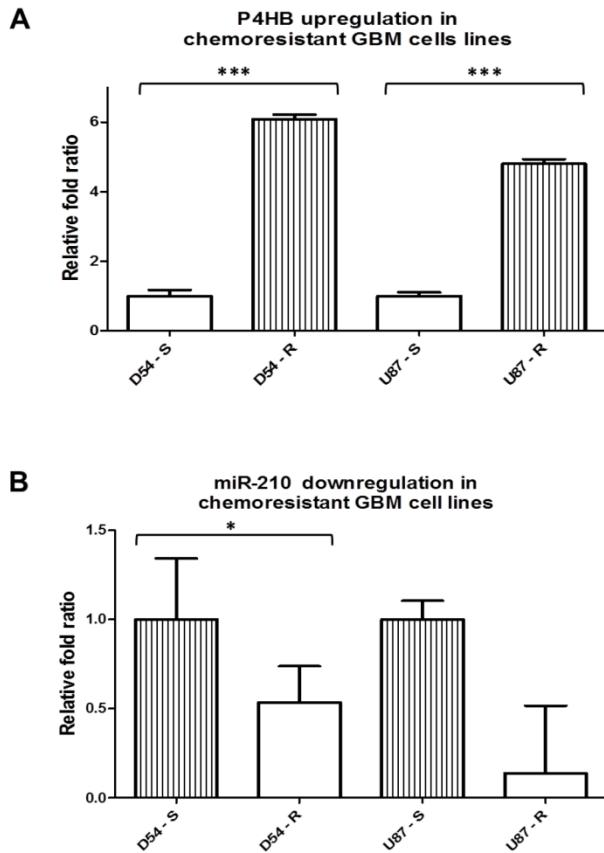 A
P4HB upregulation in
chemoresistant GBM cells lines
***
***
Relative fold ratio
6
4
2
0
D54 - S
D54 - R
U87 - S
U87 - R
B
miR-210 downregulation in
chemoresistant GBM cell lines
*
Relative fold ratio
1.5
1.0
0.5
0.0
D54 - S
D54 - R
U87 - S
U87 - R